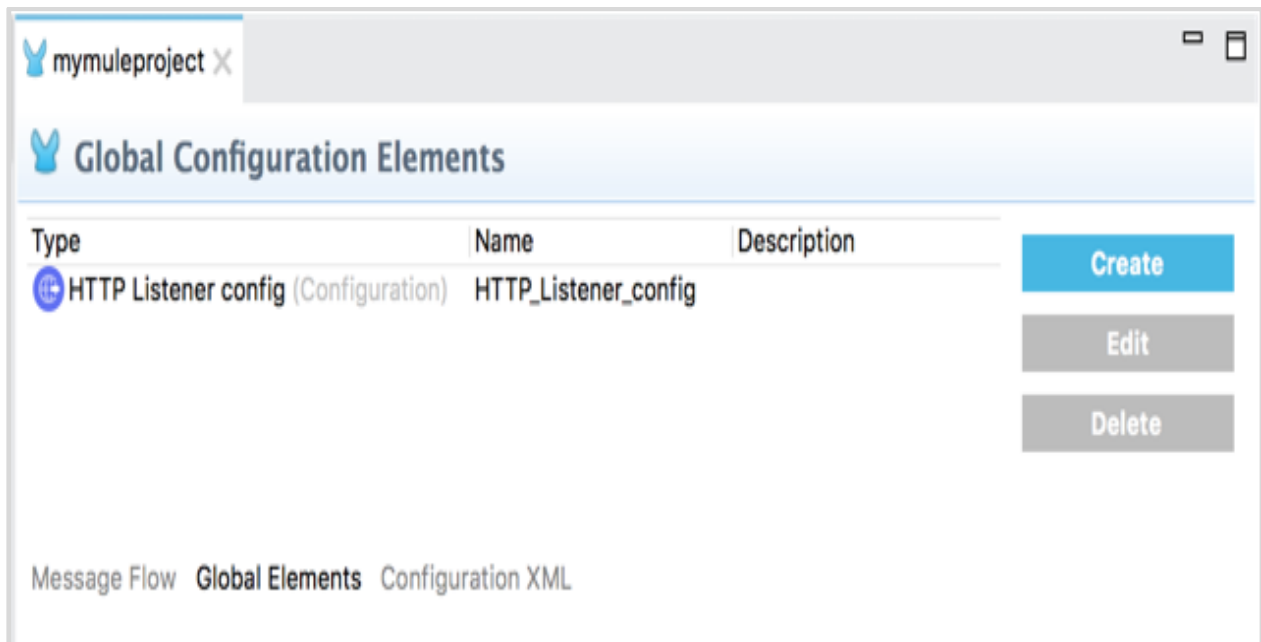 mymuleproject
Global Configuration Elements
Type Name Description
HTTP Listener config (Configuration) HTTP_Listener_config
Create
Edit
Delete
Message Flow Global Elements Configuration XML